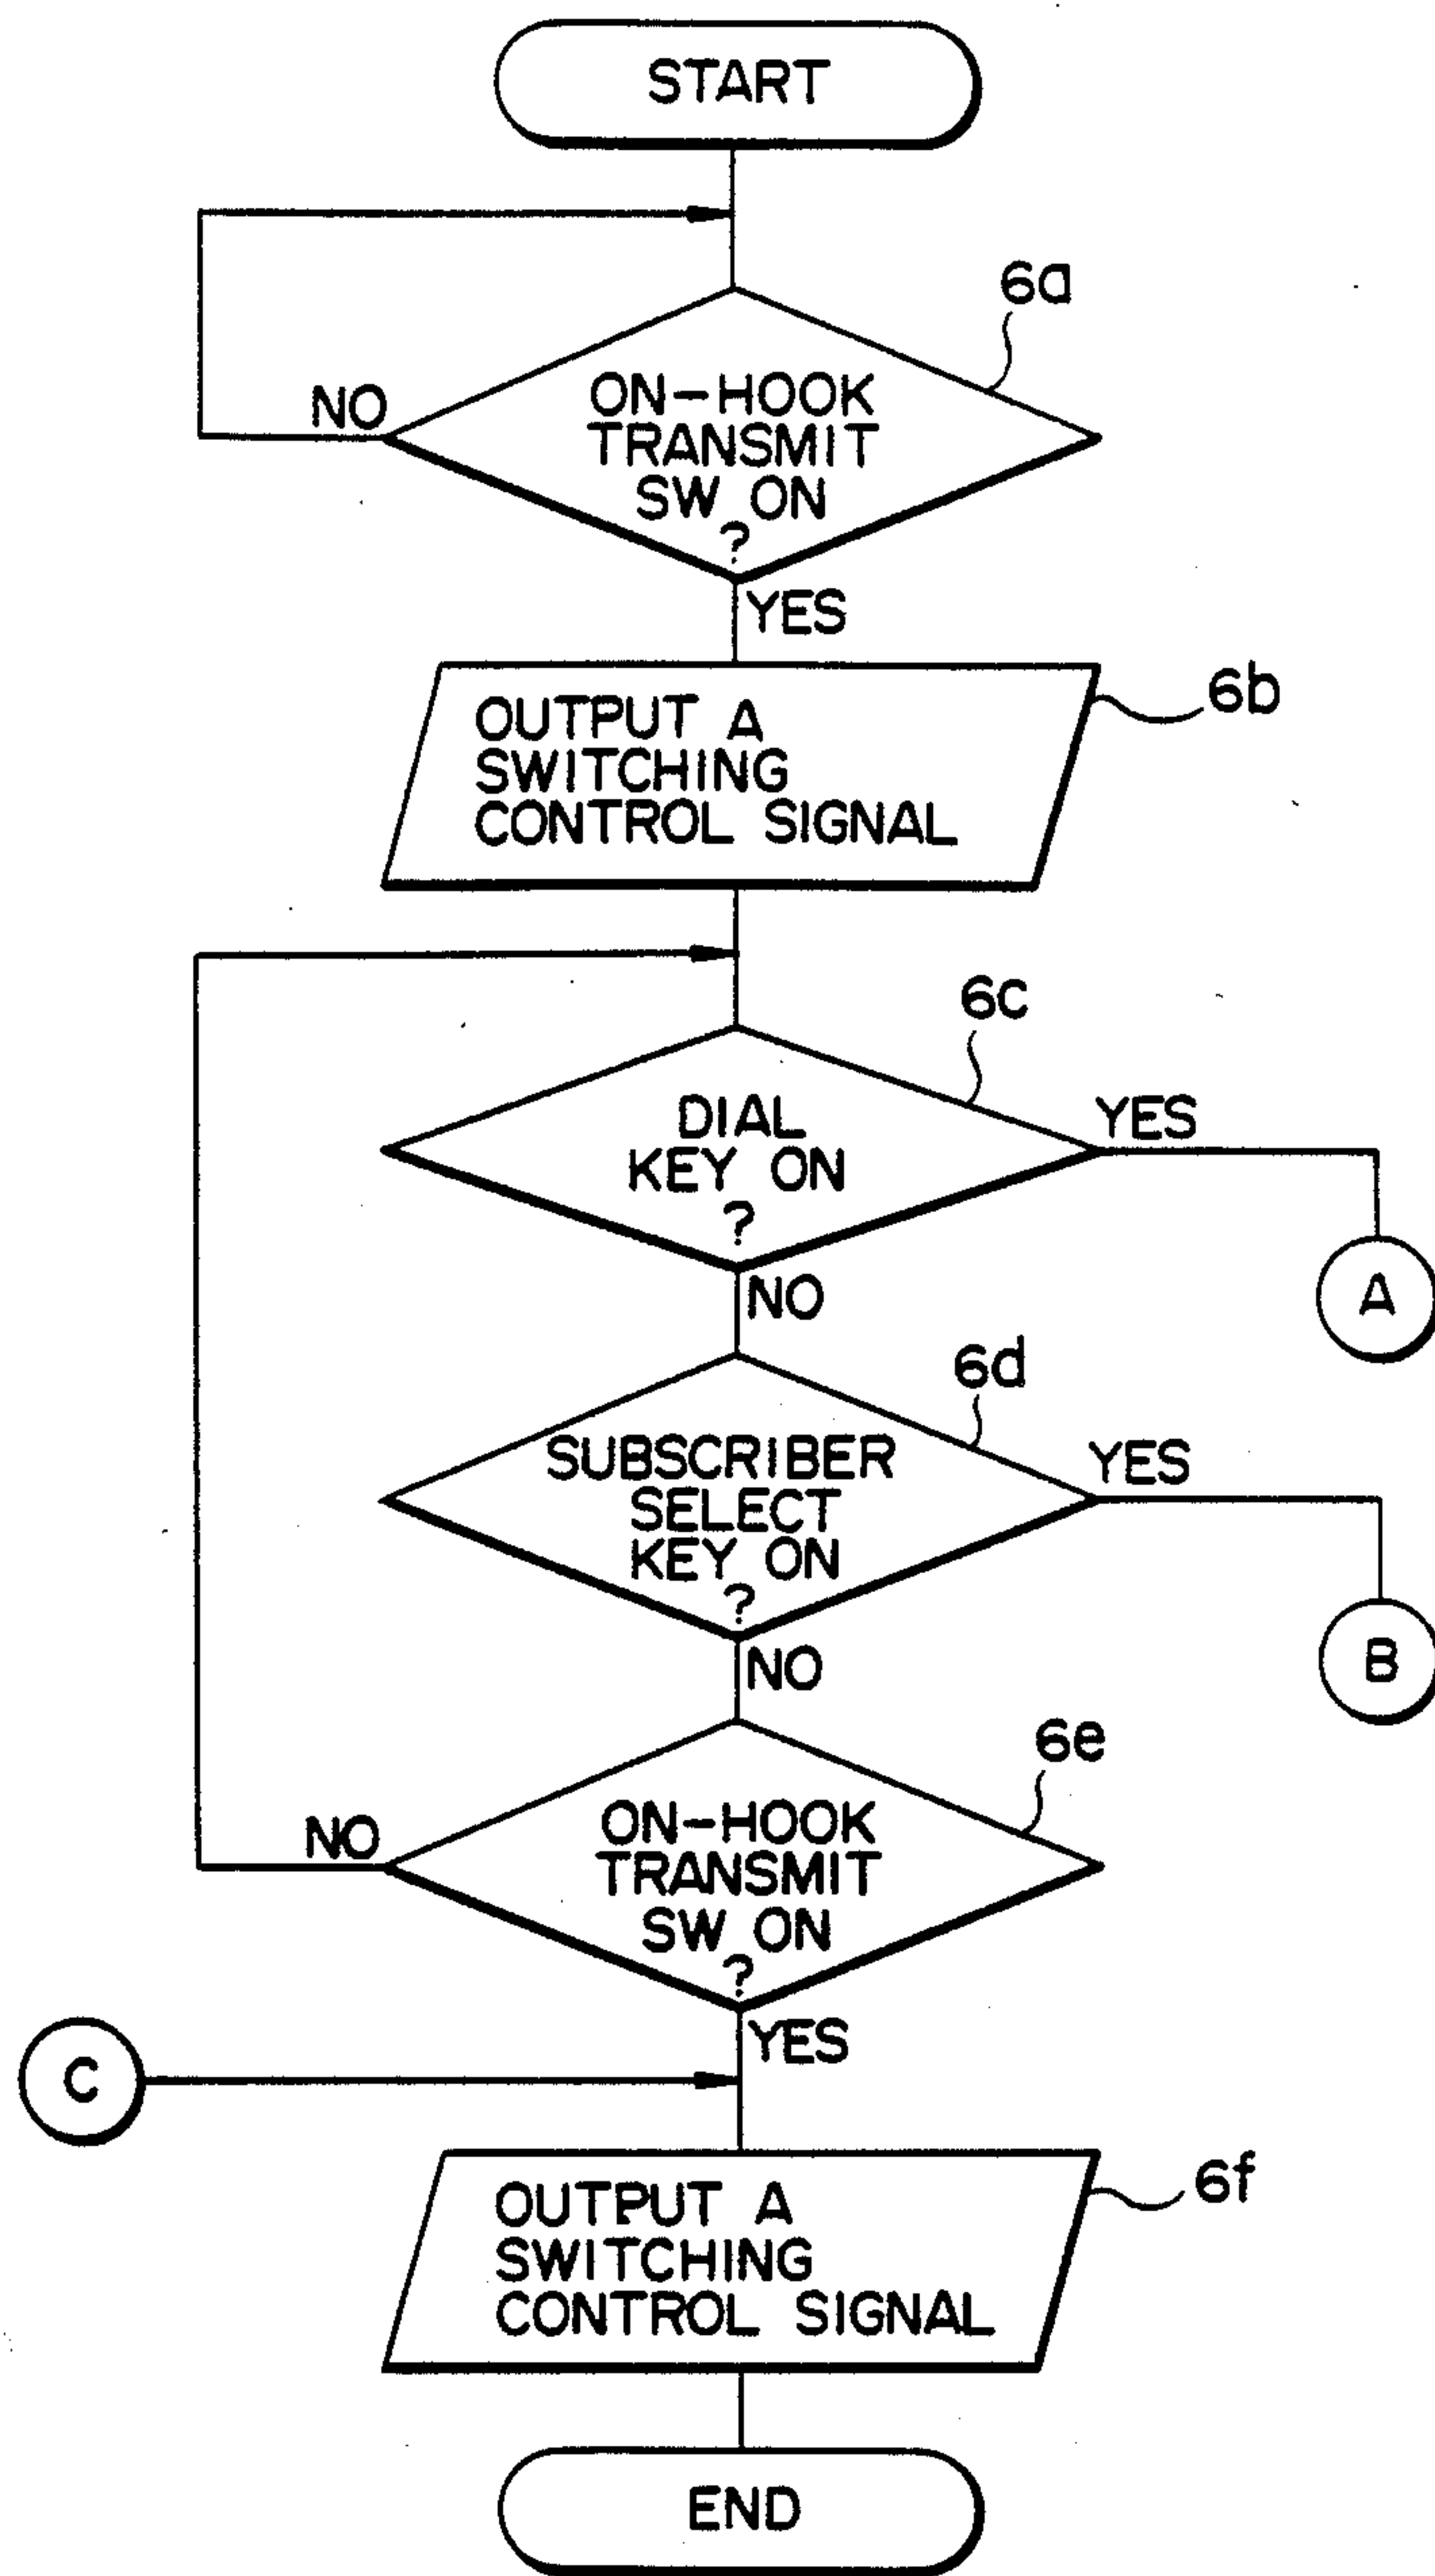 START
6a
NO
ON-HOOK
TRANSMIT
SW ON
?
YES
6b
OUTPUT A
SWITCHING
CONTROL SIGNAL
6c
DIAL
KEY ON
?
YES
A
NO
6d
SUBSCRIBER
SELECT
KEY ON
?
YES
B
NO
6e
NO
ON-HOOK
TRANSMIT
SW ON
?
YES
C
6f
OUTPUT A
SWITCHING
CONTROL SIGNAL
END